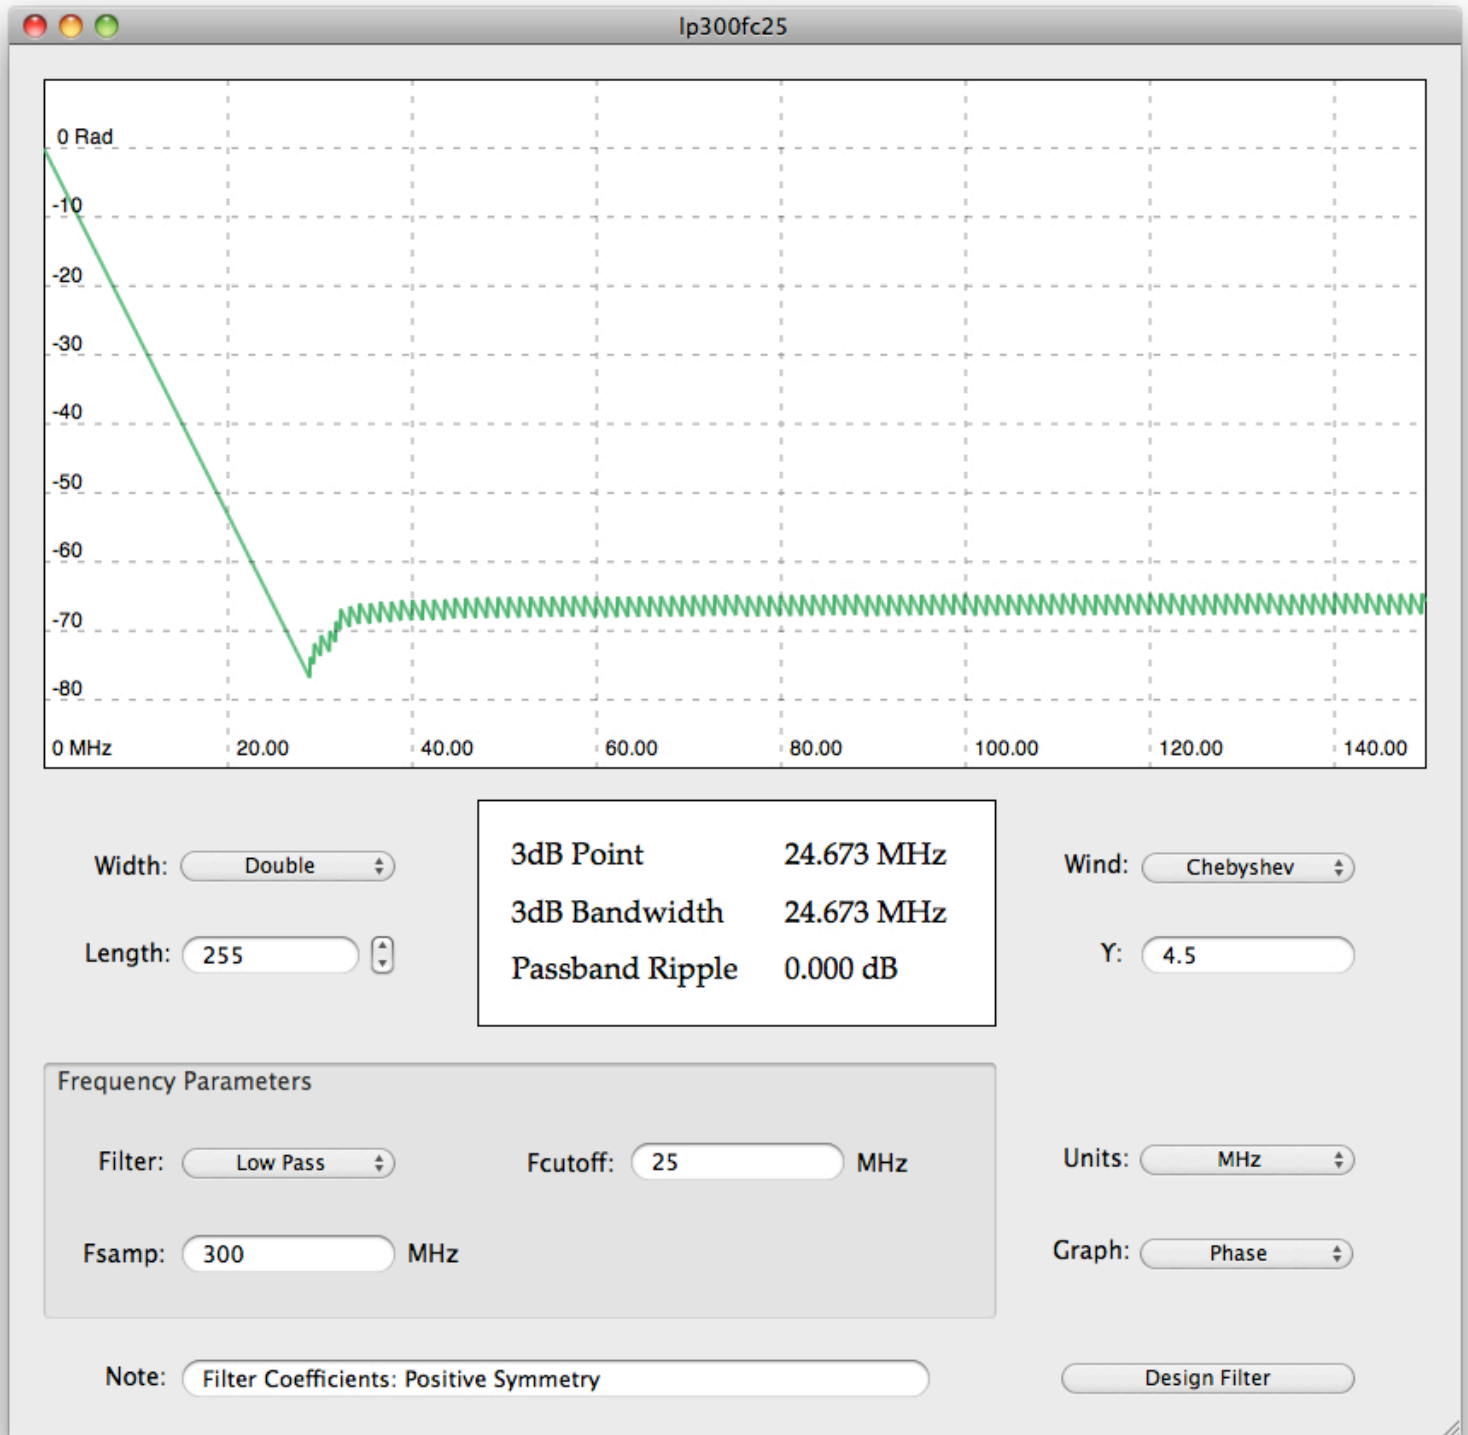 lp300fc25
0 Rad
-10
-20
-30
-40
-50
-60
-70
-80
0 MHz 20.00 40.00 60.00 80.00 100.00 120.00 140.00
Width: Double
Length: 255
3dB Point 24.673 MHz
3dB Bandwidth 24.673 MHz
Passband Ripple 0.000 dB
Wind: Chebyshev
Y: 4.5
Frequency Parameters
Filter: Low Pass
Fcutoff: 25 MHz
Fsamp: 300 MHz
Units: MHz
Graph: Phase
Note: Filter Coefficients: Positive Symmetry
Design Filter